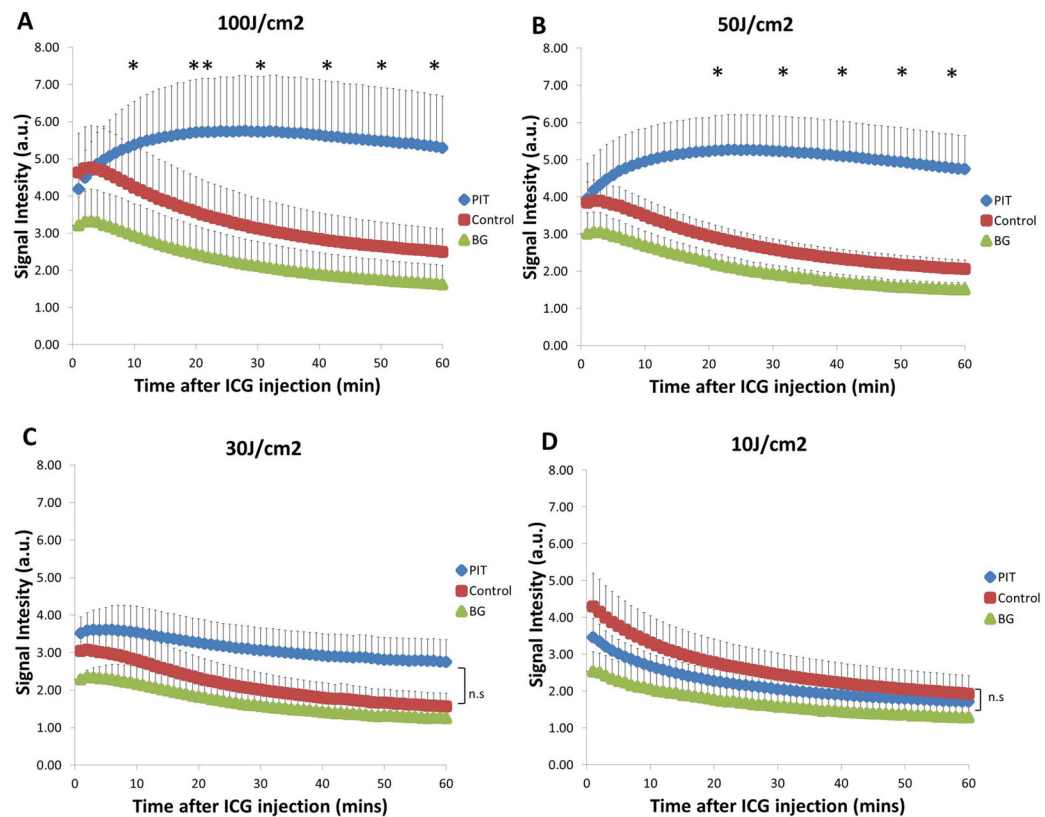 A
100J/cm2
8.00
7.00
6.00
5.00
4.00
3.00
2.00
1.00
0.00
Signal Intesity (a.u.)
* ** * * * *
PIT
Control
BG
0 10 20 30 40 50 60
Time after ICG injection (min)
B
50J/cm2
8.00
7.00
6.00
5.00
4.00
3.00
2.00
1.00
0.00
Signal Intesity (a.u.)
* * * * *
PIT
Control
BG
0 10 20 30 40 50 60
Time after ICG injection (min)
C
30J/cm2
8.00
7.00
6.00
5.00
4.00
3.00
2.00
1.00
0.00
Signal Intesity (a.u.)
PIT
Control
BG
n.s
0 10 20 30 40 50 60
Time after ICG injection (mins)
D
10J/cm2
8.00
7.00
6.00
5.00
4.00
3.00
2.00
1.00
0.00
Signal Intesity (a.u.)
PIT
Control
BG
n.s
0 10 20 30 40 50 60
Time after ICG injection (mins)